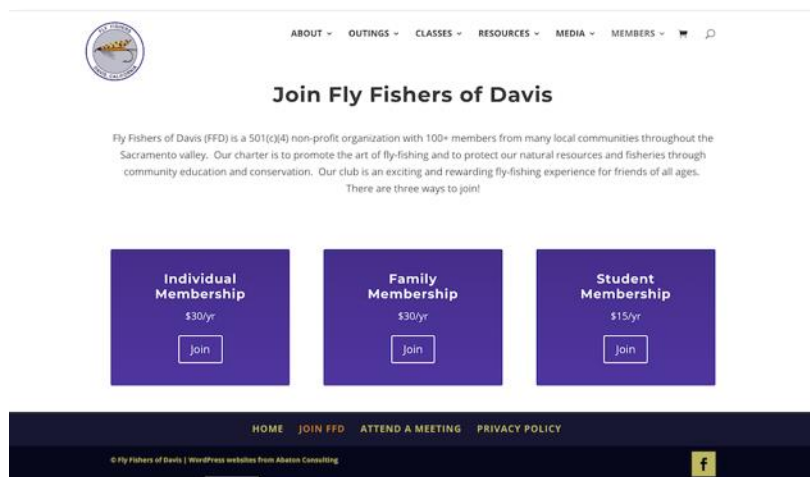 FLY FISHERS
DAVIS, CALIFORNIA
ABOUT OUTINGS CLASSES RESOURCES MEDIA MEMBERS
Join Fly Fishers of Davis
Fly Fishers of Davis (FFD) is a 501(c)(4) non-profit organization with 100+ members from many local communities throughout the
Sacramento valley. Our charter is to promote the art of fly-fishing and to protect our natural resources and fisheries through
community education and conservation. Our club is an exciting and rewarding fly-fishing experience for friends of all ages.
There are three ways to join!
Individual
Membership
$30/yr
Join
Family
Membership
$30/yr
Join
Student
Membership
$15/yr
Join
HOME JOIN FFD ATTEND A MEETING PRIVACY POLICY
© Fly Fishers of Davis | WordPress websites from Abaton Consulting
f